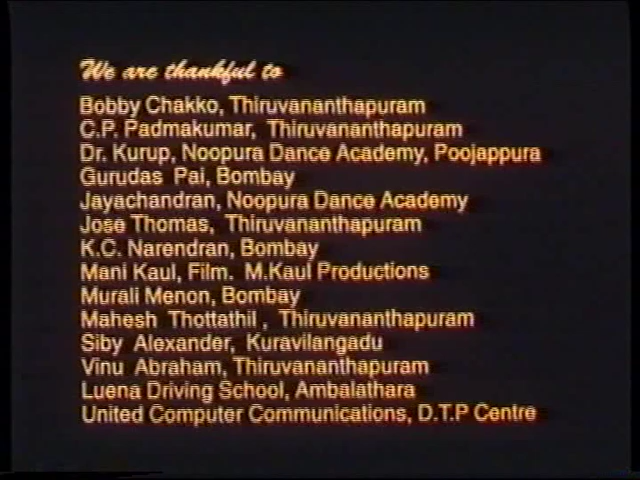 We are thankful to
Bobby Chakko, Thiruvananthapuram
C.P. Padmakumar, Thiruvananthapuram
Dr. Kurup, Noopura Dance Academy, Poojappura
Gurudas Pai, Bombay
Jayachandran, Noopura Dance Academy
Jose Thomas, Thiruvananthapuram
K.C. Narendran, Bombay
Mani Kaul, Film. M.Kaul Productions
Murali Menon, Bombay
Mahesh Thottathil , Thiruvananthapuram
Siby Alexander, Kuravilangadu
Vinu Abraham, Thiruvananthapuram
Luena Driving School, Ambalathara
United Computer Communications, D.T.P Centre